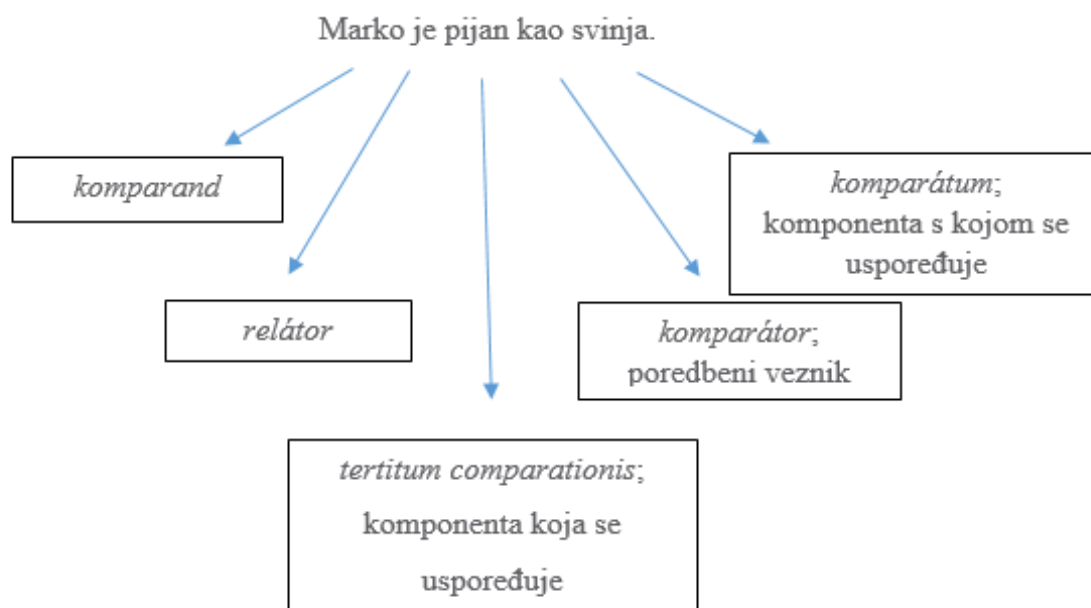 Marko je pijan kao svinja.
komparand
relátor
tertitum comparationis;
komponenta koja se
uspoređuje
komparátor;
poredbeni veznik
komparátum;
komponenta s kojom se
uspoređuje